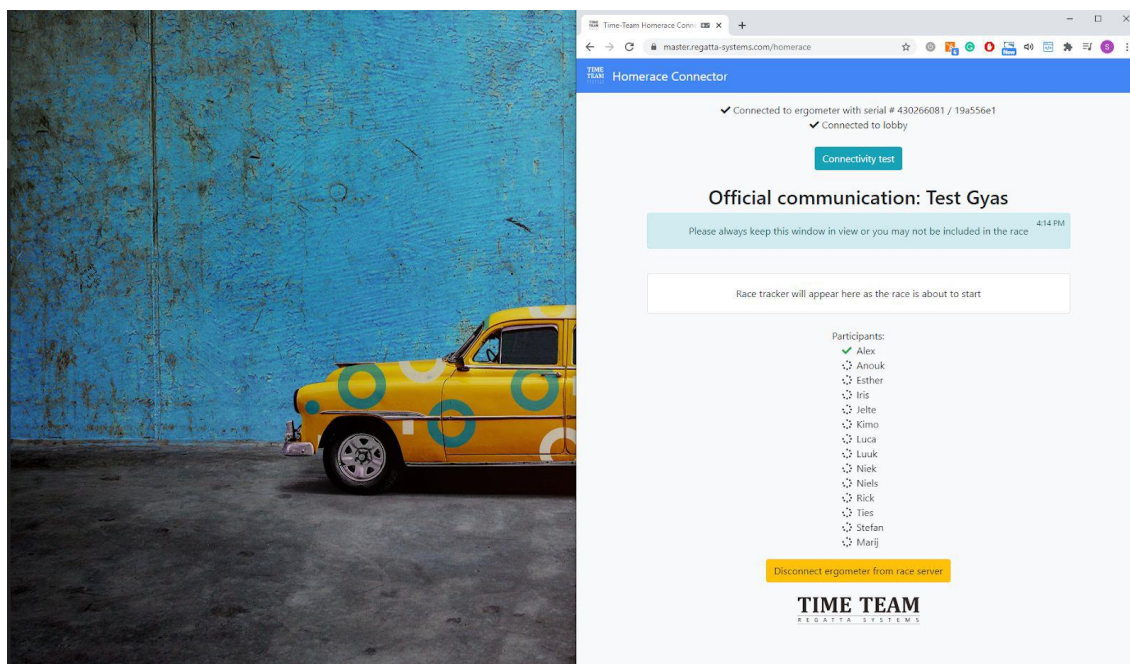 Time-Team Homerace Conn
master.regatta-systems.com/homerace
New
S
TIME
TEAM
Homerace Connector
Connected to ergometer with serial # 430266081 / 19a556e1
Connected to lobby
Connectivity test
Official communication: Test Gyas
4:14 PM
Please always keep this window in view or you may not be included in the race
Race tracker will appear here as the race is about to start
Participants:
Alex
Anouk
Esther
Iris
Jelte
Kimo
Luca
Luuk
Niek
Niels
Rick
Ties
Stefan
Marij
Disconnect ergometer from race server
TIME TEAM
REGATTA SYSTEMS